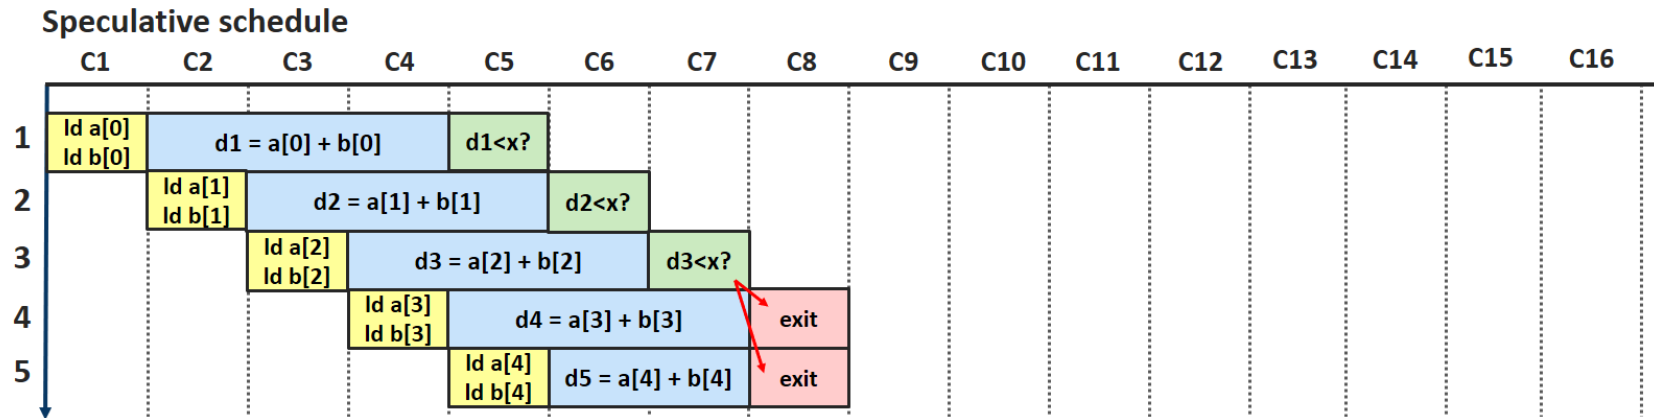 Speculative schedule
C1 C2 C3 C4 C5 C6 C7 C8 C9 C10 C11 C12 C13 C14 C15 C16
1
ld a[0]
ld b[0]
d1 = a[0] + b[0]
d1<x?
2
ld a[1]
ld b[1]
d2 = a[1] + b[1]
d2<x?
3
ld a[2]
ld b[2]
d3 = a[2] + b[2]
d3<x?
4
ld a[3]
ld b[3]
d4 = a[3] + b[3]
exit
5
ld a[4]
ld b[4]
d5 = a[4] + b[4]
exit